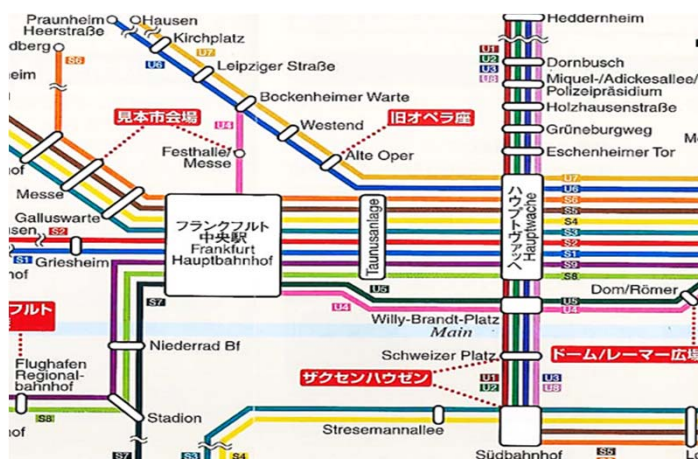 Praunheim
Heerstraße
Hausen
U7
Kirchplatz
U6
Leipziger Straße
S6
Bockenheimer Warte
見本市会場
U4
Westend
旧オペラ座
Festhalle/
Messe
Alte Oper
Heddernheim
U1
U2
U3
U8
Dornbusch
Miquel-/Adickesallee/
Polizeipräsidium
Holzhausenstraße
Grüneburgweg
Eschenheimer Tor
Messe
Galluswarte
S2
S1
Griesheim
フランクフルト
中央駅
Frankfurt
Hauptbahnhof
Taunusanlage
ハウプトヴァッヘ
Hauptwache
U7
U6
S6
S5
S4
S3
S2
S1
S9
S8
S7
U5
U4
U5
U4
Dom/Römer
Willy-Brandt-Platz
Main
Niederrad Bf
Schweizer Platz
ドーム/レーマー広場
Flughafen
Regional-
bahnhof
ザクセンハウゼン
U1
U2
U3
U8
S8
Stadion
Stresemannallee
S7
S3
S4
Südbahnhof
S5